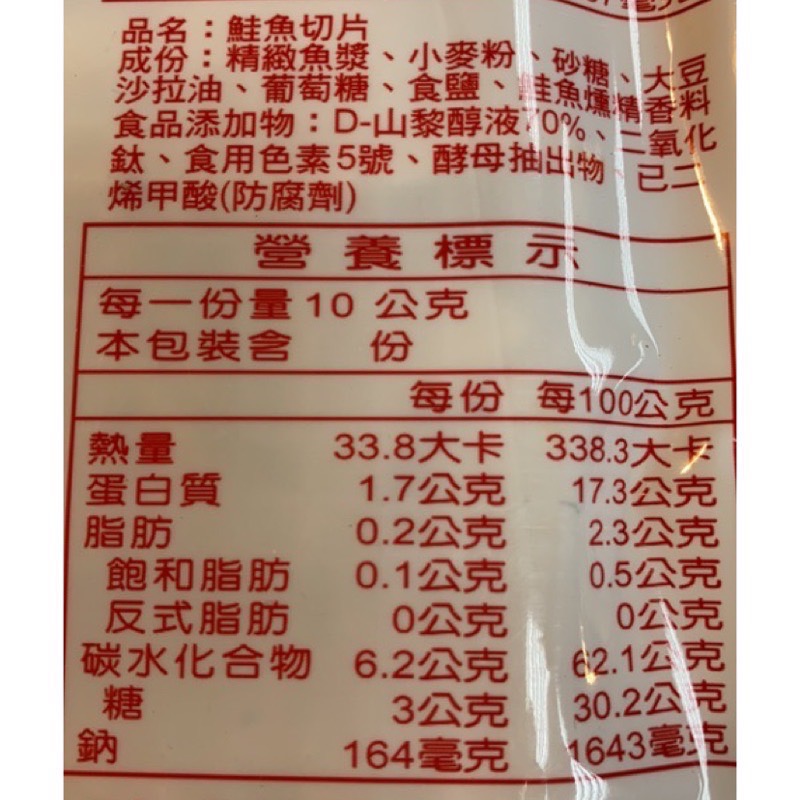 品名：鮭魚切片
成份：精緻魚漿、小麥粉、砂糖、大豆
沙拉油、葡萄糖、食鹽、鮭魚燻精香料
食品添加物：D-山黎醇液70%、二氧化
鈦、食用色素5號、酵母抽出物、已二
烯甲酸(防腐劑)
營養標示
每一份量10 公克
本包裝含 份
每份 每100公克
熱量 33.8大卡 338.3大卡
蛋白質 1.7公克 17.3公克
脂肪 0.2公克 2.3公克
飽和脂肪 0.1公克 0.5公克
反式脂肪 0公克 0公克
碳水化合物 6.2公克 62.1公克
糖 3公克 30.2公克
鈉 164毫克 1643毫克